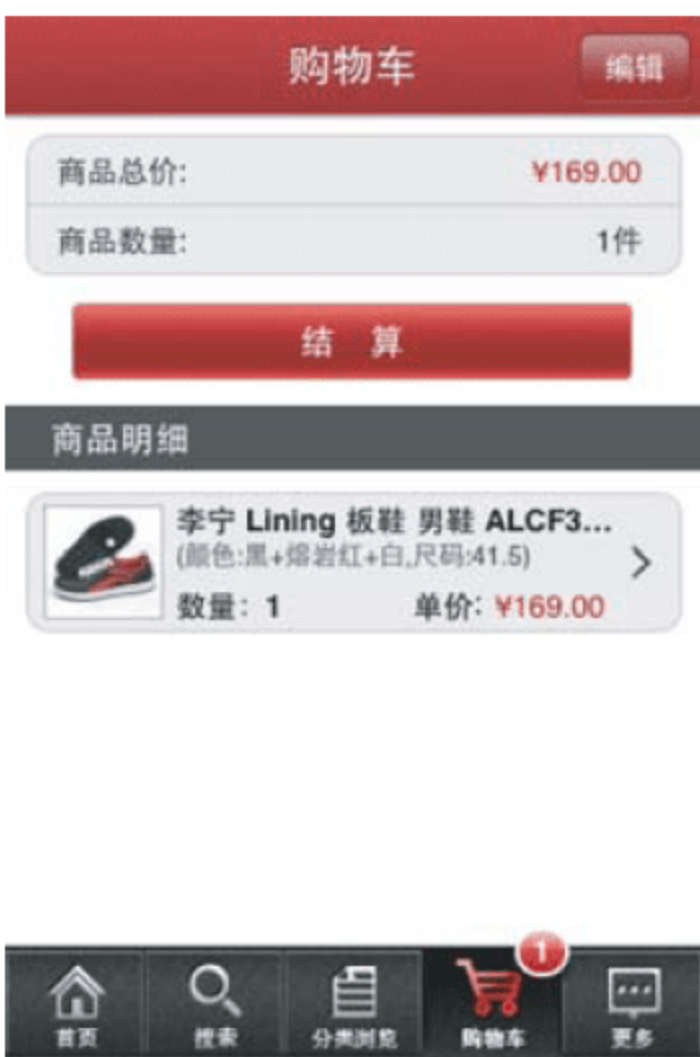 购物车 编辑
商品总价: ¥169.00
商品数量: 1件
结 算
商品明细
李宁 Lining 板鞋 男鞋 ALCF3...
(颜色:黑+熔岩红+白,尺码:41.5)
数量: 1 单价: ¥169.00
1
首页 搜索 分类浏览 购物车 更多